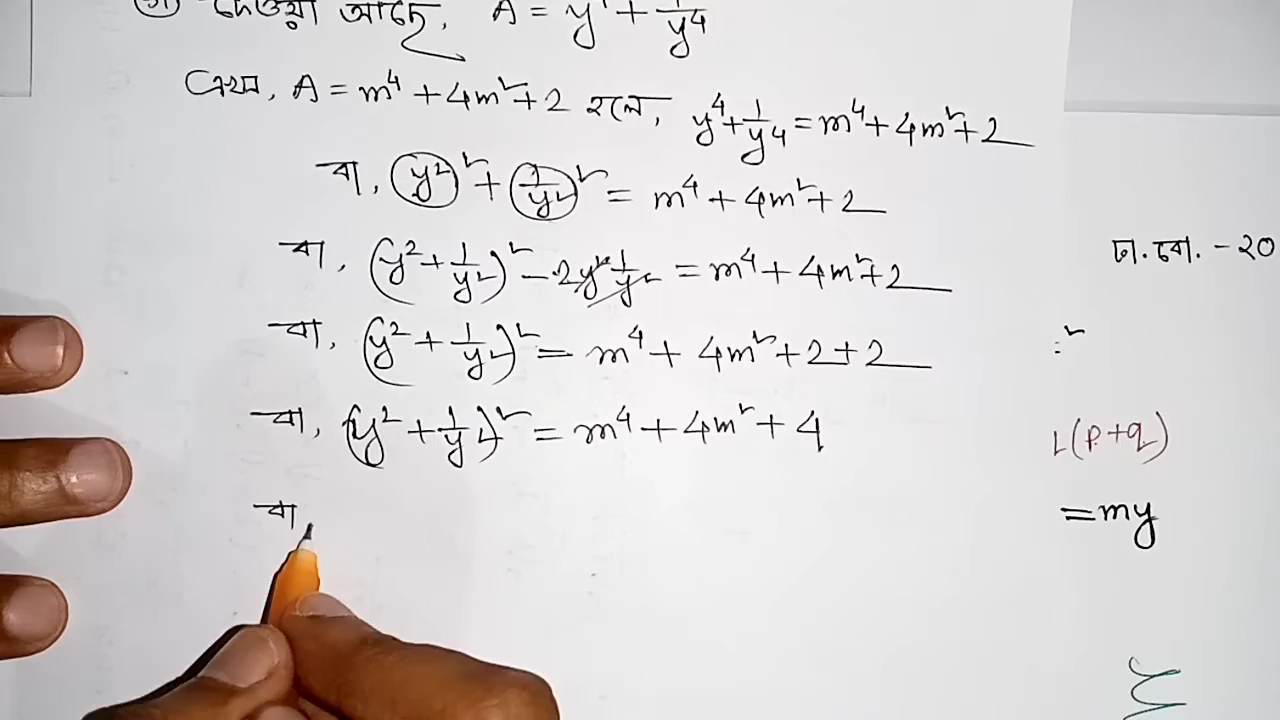 দেওয়া আছে, A = y⁴ + 1/y⁴
এখন, A = m⁴ + 4m² + 2 হলে, y⁴ + 1/y⁴ = m⁴ + 4m² + 2
বা, (y²)² + (1/y²)² = m⁴ + 4m² + 2
বা, (y² + 1/y²)² - 2y² 1/y² = m⁴ + 4m² + 2
ঢা. বো. - ২০
বা, (y² + 1/y²)² = m⁴ + 4m² + 2 + 2
বা, (y² + 1/y²)² = m⁴ + 4m² + 4
(p+q)
= my
বা,